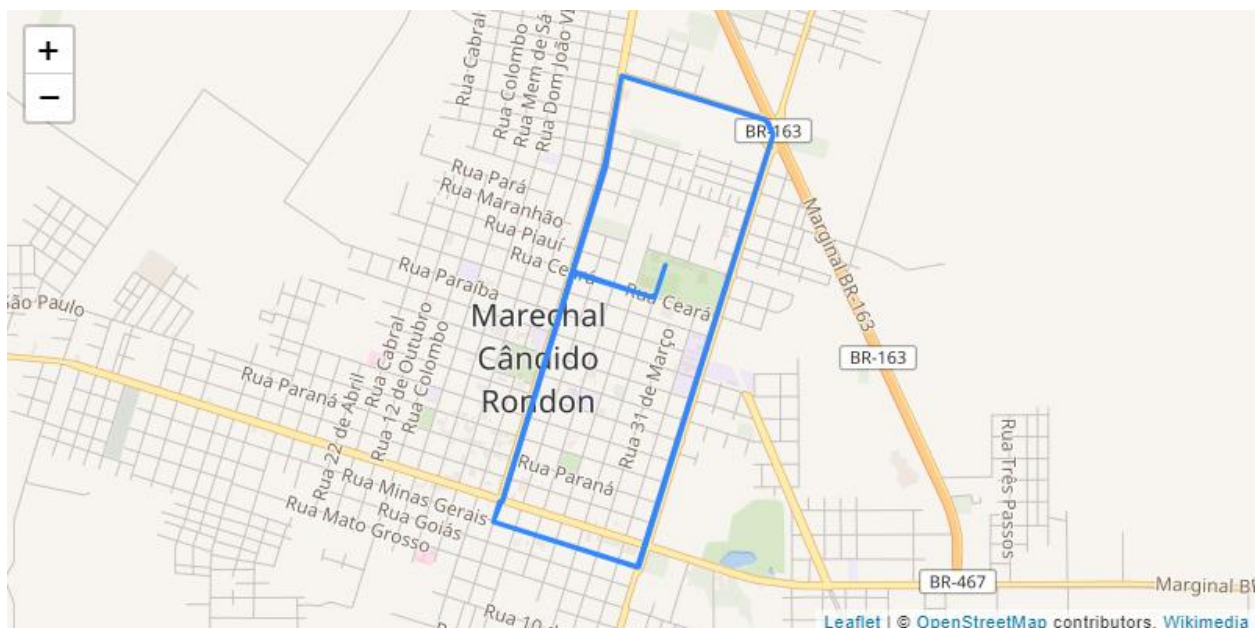 +
−
Rua Cabral
Rua Colombo
Rua Mem de Sá
Rua Dom João VI
BR-163
Rua Pará
Rua Maranhão
Rua Piauí
Rua Ceará
Rua Paraíba
Rua Ceará
Marginal BR-163
São Paulo
Marechal
Cândido
Rondon
BR-163
Rua Cabral
Rua 12 de Outubro
Rua Colombo
Rua 31 de Março
Rua Paraná
Rua 22 de Abril
Rua Paraná
Rua Três Passos
Rua Minas Gerais
Rua Goiás
Rua Mato Grosso
BR-467
Marginal B
Rua 10 d
Leaflet | © OpenStreetMap contributors, Wikimedia